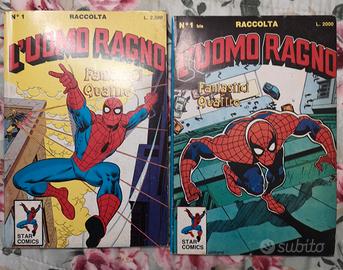 N° 1 RACCOLTA L. 2.500
L'UOMO RAGNO
Fantastici
Quattro
STAR
COMICS
N° 1 bis RACCOLTA L. 2000
L'UOMO RAGNO
Fantastici
Quattro
STAR
COMICS
subito